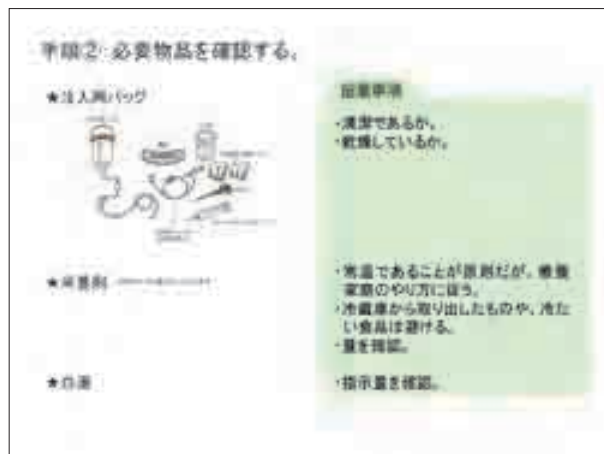 手順② 必要物品を確認する。
★注入用バッグ
留意事項
・清潔であるか。
・乾燥しているか。
★栄養剤
・常温であることが原則だが、療養
家庭のやり方に従う。
・冷蔵庫から取り出したものや、冷た
い食品は避ける。
・量を確認。
★白湯
・指示量を確認。